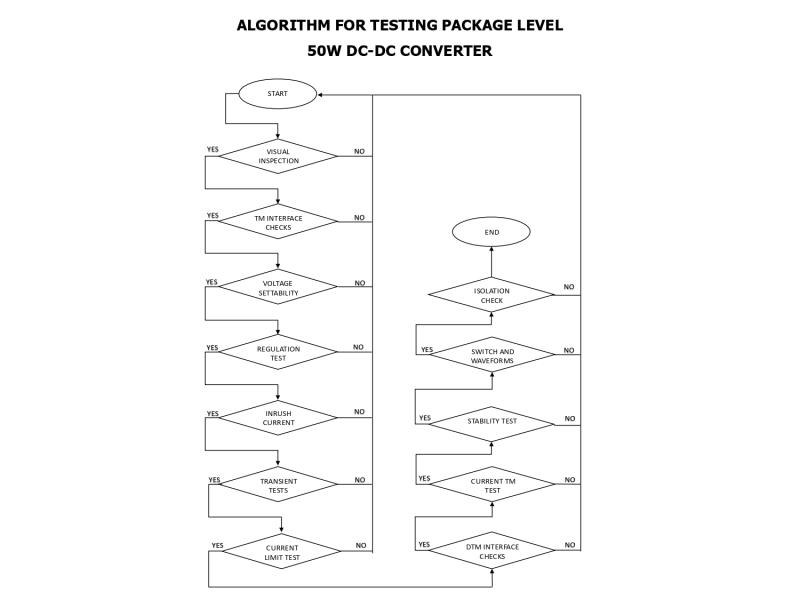 ALGORITHM FOR TESTING PACKAGE LEVEL
50W DC-DC CONVERTER
START
YES
VISUAL
INSPECTION
NO
YES
TM INTERFACE
CHECKS
NO
YES
VOLTAGE
SETTABILITY
NO
YES
REGULATION
TEST
NO
YES
INRUSH
CURRENT
NO
YES
TRANSIENT
TESTS
NO
YES
CURRENT
LIMIT TEST
NO
END
ISOLATION
CHECK
NO
YES
SWITCH AND
WAVEFORMS
NO
YES
STABILITY TEST
NO
YES
CURRENT TM
TEST
NO
YES
DTM INTERFACE
CHECKS
NO